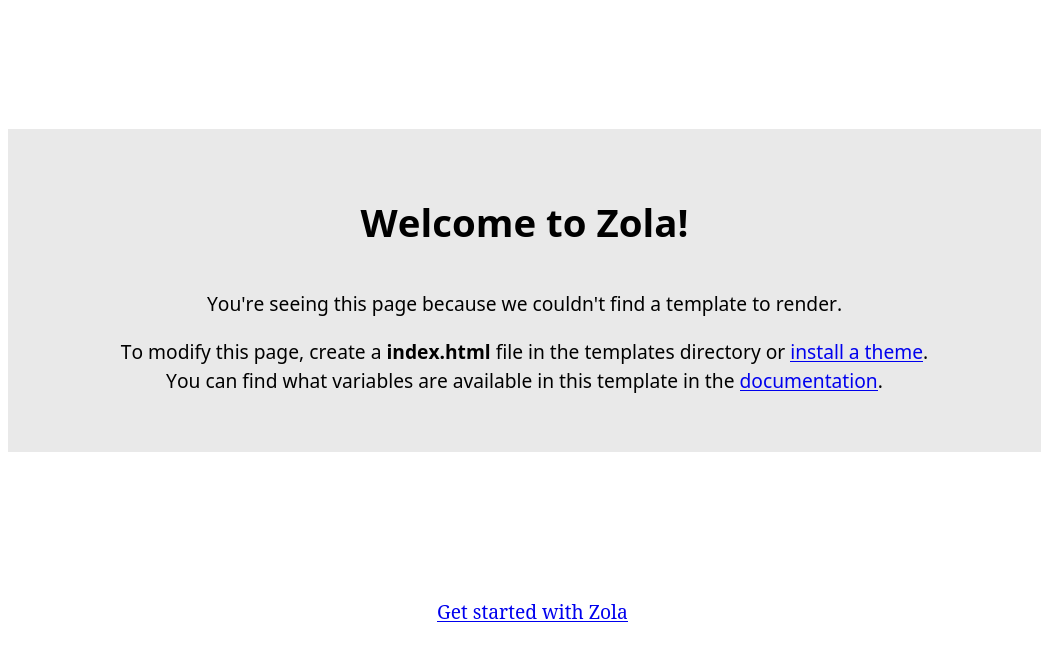 Welcome to Zola!
You're seeing this page because we couldn't find a template to render.
To modify this page, create a index.html file in the templates directory or install a theme.
You can find what variables are available in this template in the documentation.
Get started with Zola